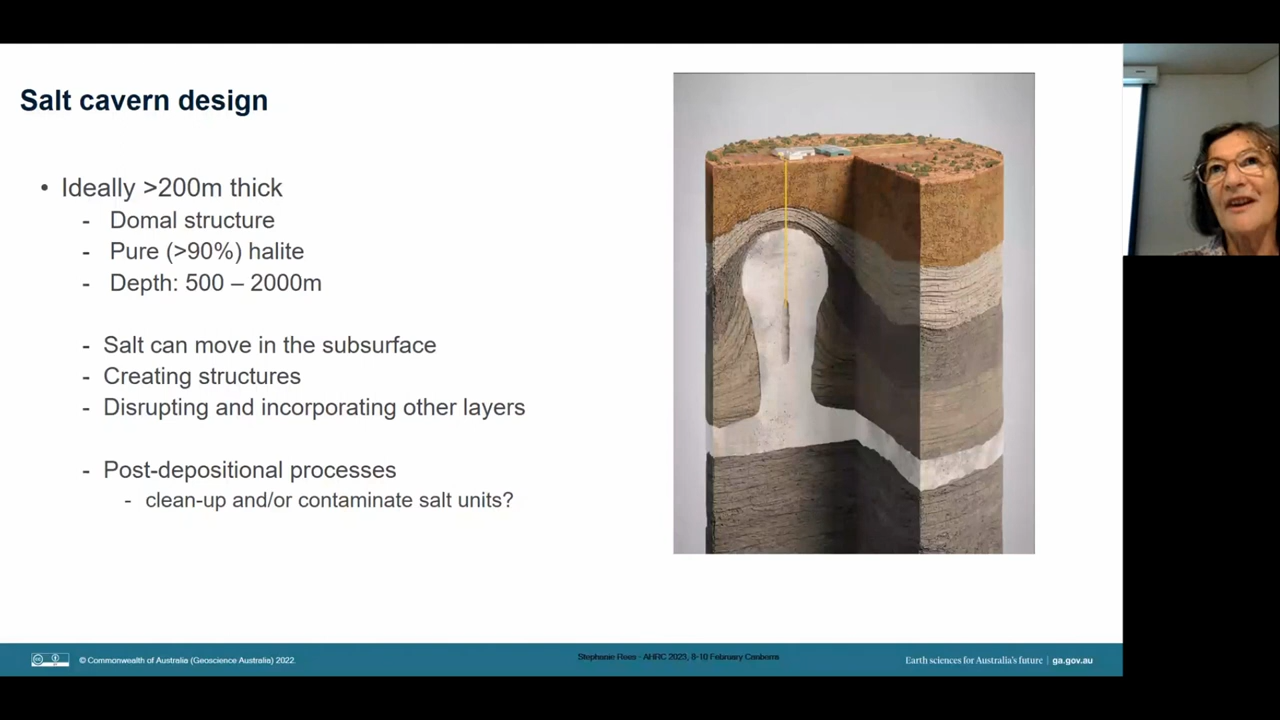 Salt cavern design
• Ideally >200m thick
- Domal structure
- Pure (>90%) halite
- Depth: 500 – 2000m
- Salt can move in the subsurface
- Creating structures
- Disrupting and incorporating other layers
- Post-depositional processes
- clean-up and/or contaminate salt units?
© Commonwealth of Australia (Geoscience Australia) 2022.
Stephanie Rees - AHRC 2023, 8-10 February Canberra
Earth sciences for Australia's future | ga.gov.au